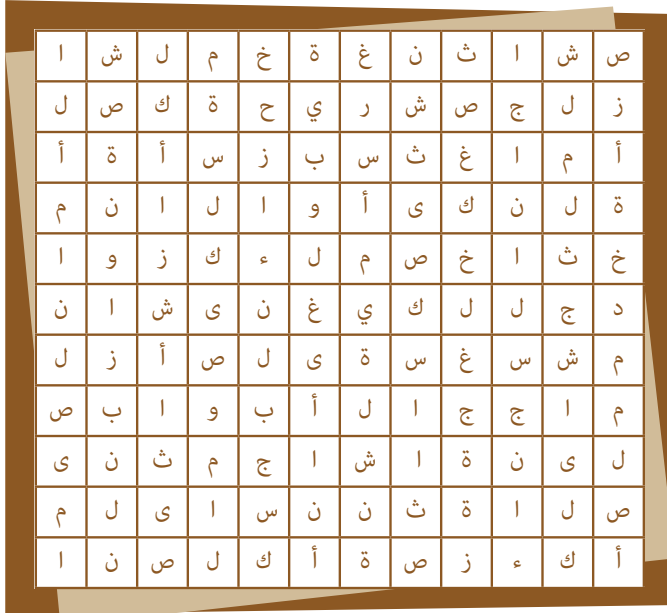 ص ش ا ث ن غ ة خ م ل ش ا
ز ل ج ص ش ر ي ح ة ك ص ل
أ م ا غ ث س ب ز س أ ة أ
ة ل ن ك ى أ و ا ل ا ن م
خ ث ا خ ص م ل ء ك ز و ا
د ج ل ل ك ي غ ن ى ش ا ن
م ش س غ س ة ى ل ص أ ز ل
م ا ج ج ا ل أ ب و ا ب ص
ل ى ن ة ا ش ا ج م ث ن ى
ص ل ا ة ث ن ن س ا ى ل م
أ ك ء ز ص ة أ ك ل ص ن ا